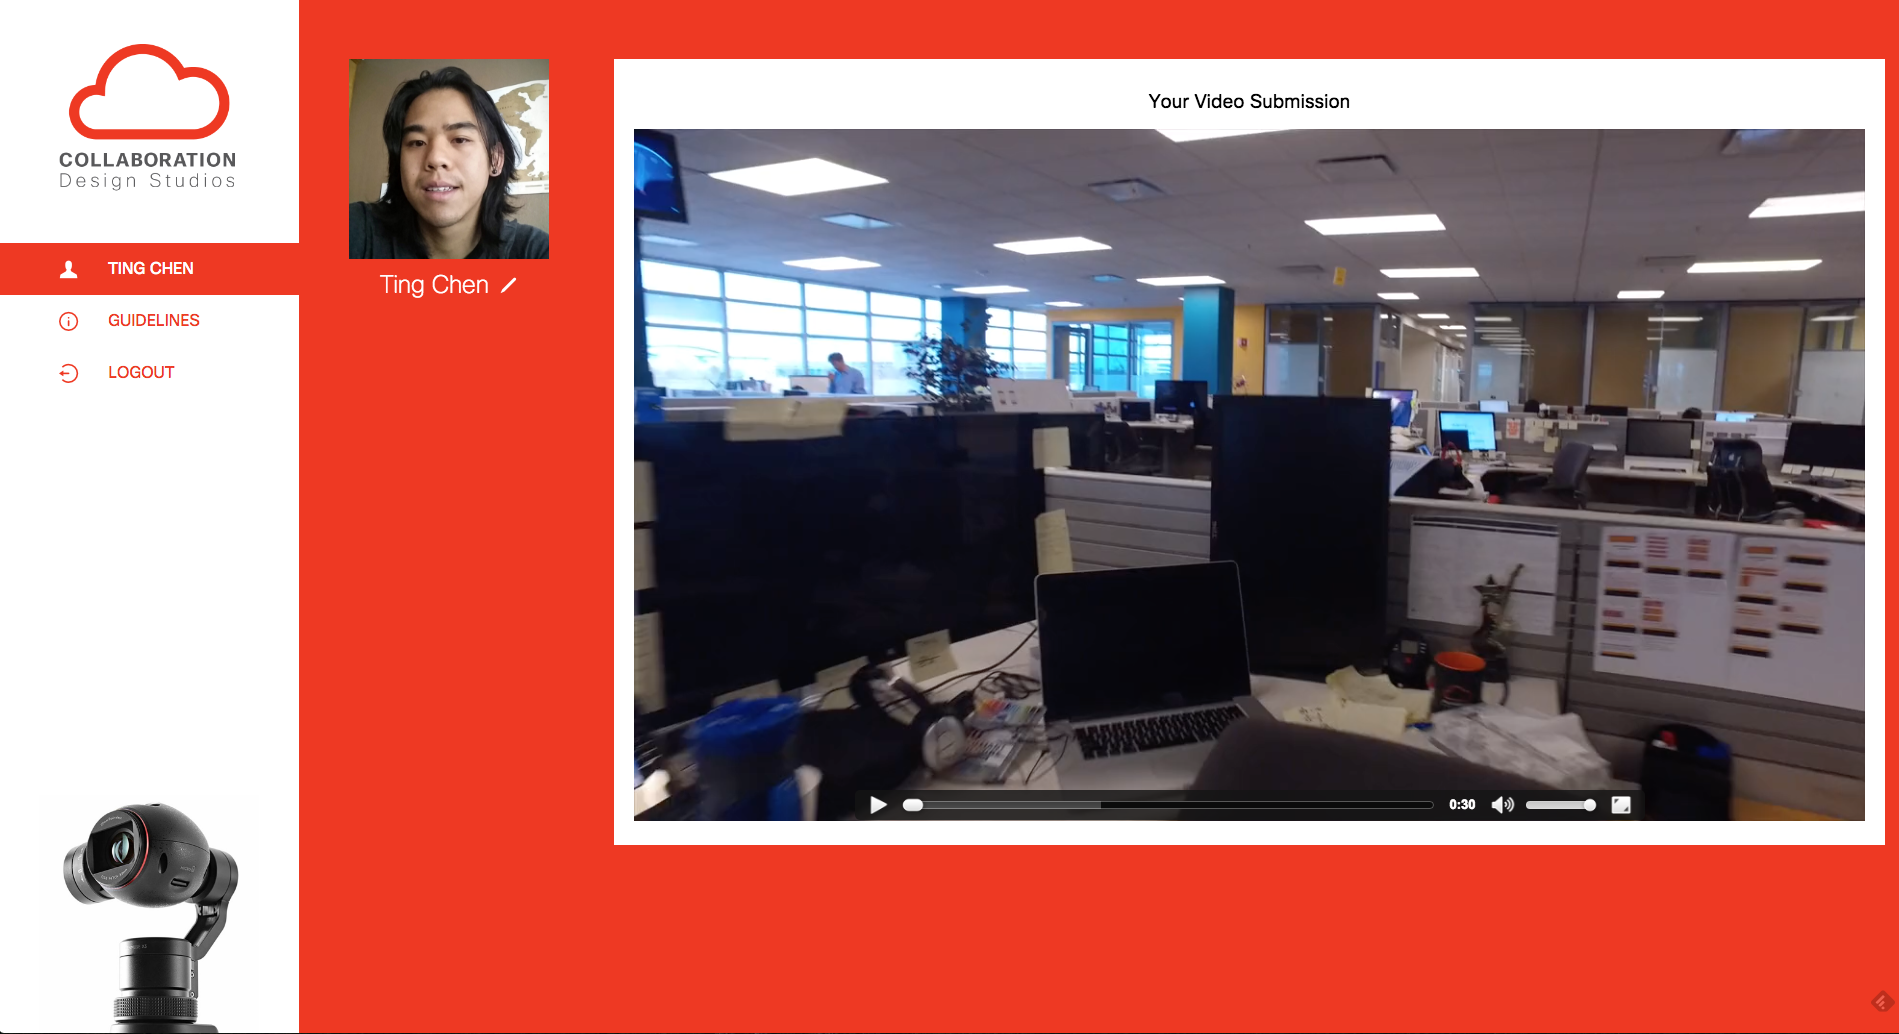 COLLABORATION
Design Studios
TING CHEN
GUIDELINES
LOGOUT
Ting Chen
Your Video Submission
0:30